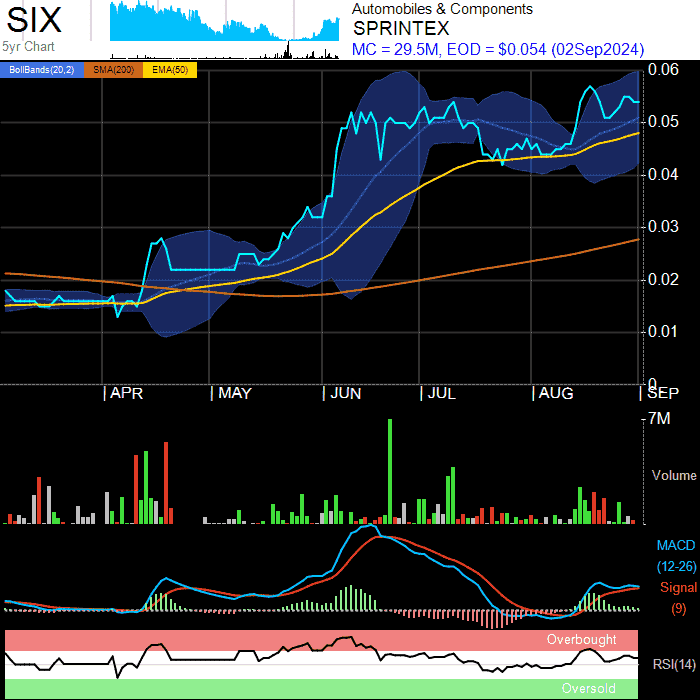 SIX
5yr Chart
Automobiles & Components
SPRINTEX
MC = 29.5M, EOD = $0.054 (02Sep2024)
BollBands(20,2) SMA(200) EMA(50)
0.06
0.05
0.04
0.03
0.02
0.01
0
APR MAY JUN JUL AUG SEP
7M
Volume
MACD
(12-26)
Signal
(9)
Overbought
RSI(14)
Oversold